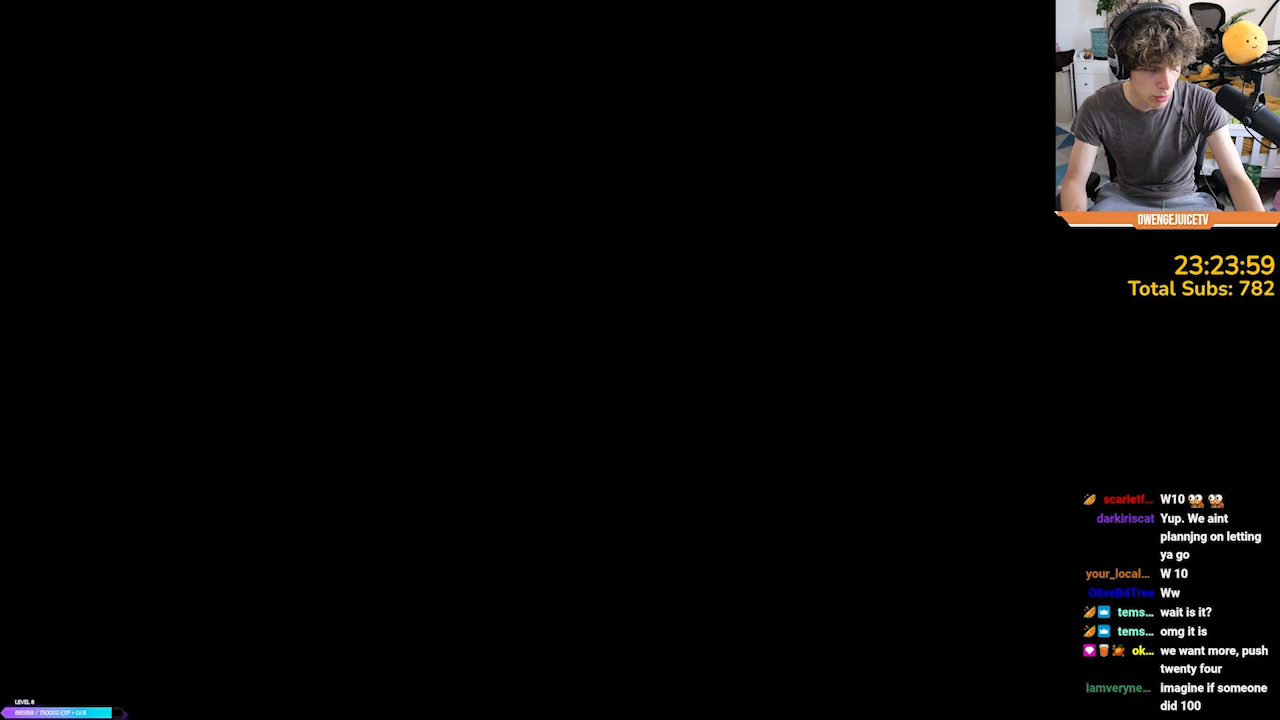 OWENGEJUICETV
23:23:59
Total Subs: 782
scarletf... W10
darkiriscat Yup. We aint
plannjng on letting
ya go
your_local... W 10
OliveB4Tree Ww
tems... wait is it?
tems... omg it is
ok... we want more, push
twenty four
iamveryne... imagine if someone
did 100
LEVEL